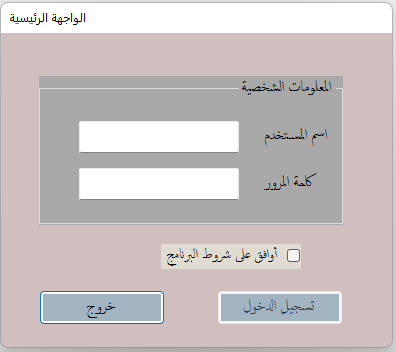 الواجهة الرئيسية
المعلومات الشخصية
اسم المستخدم
كلمة المرور
أوافق على شروط البرنامج
تسجيل الدخول
خروج